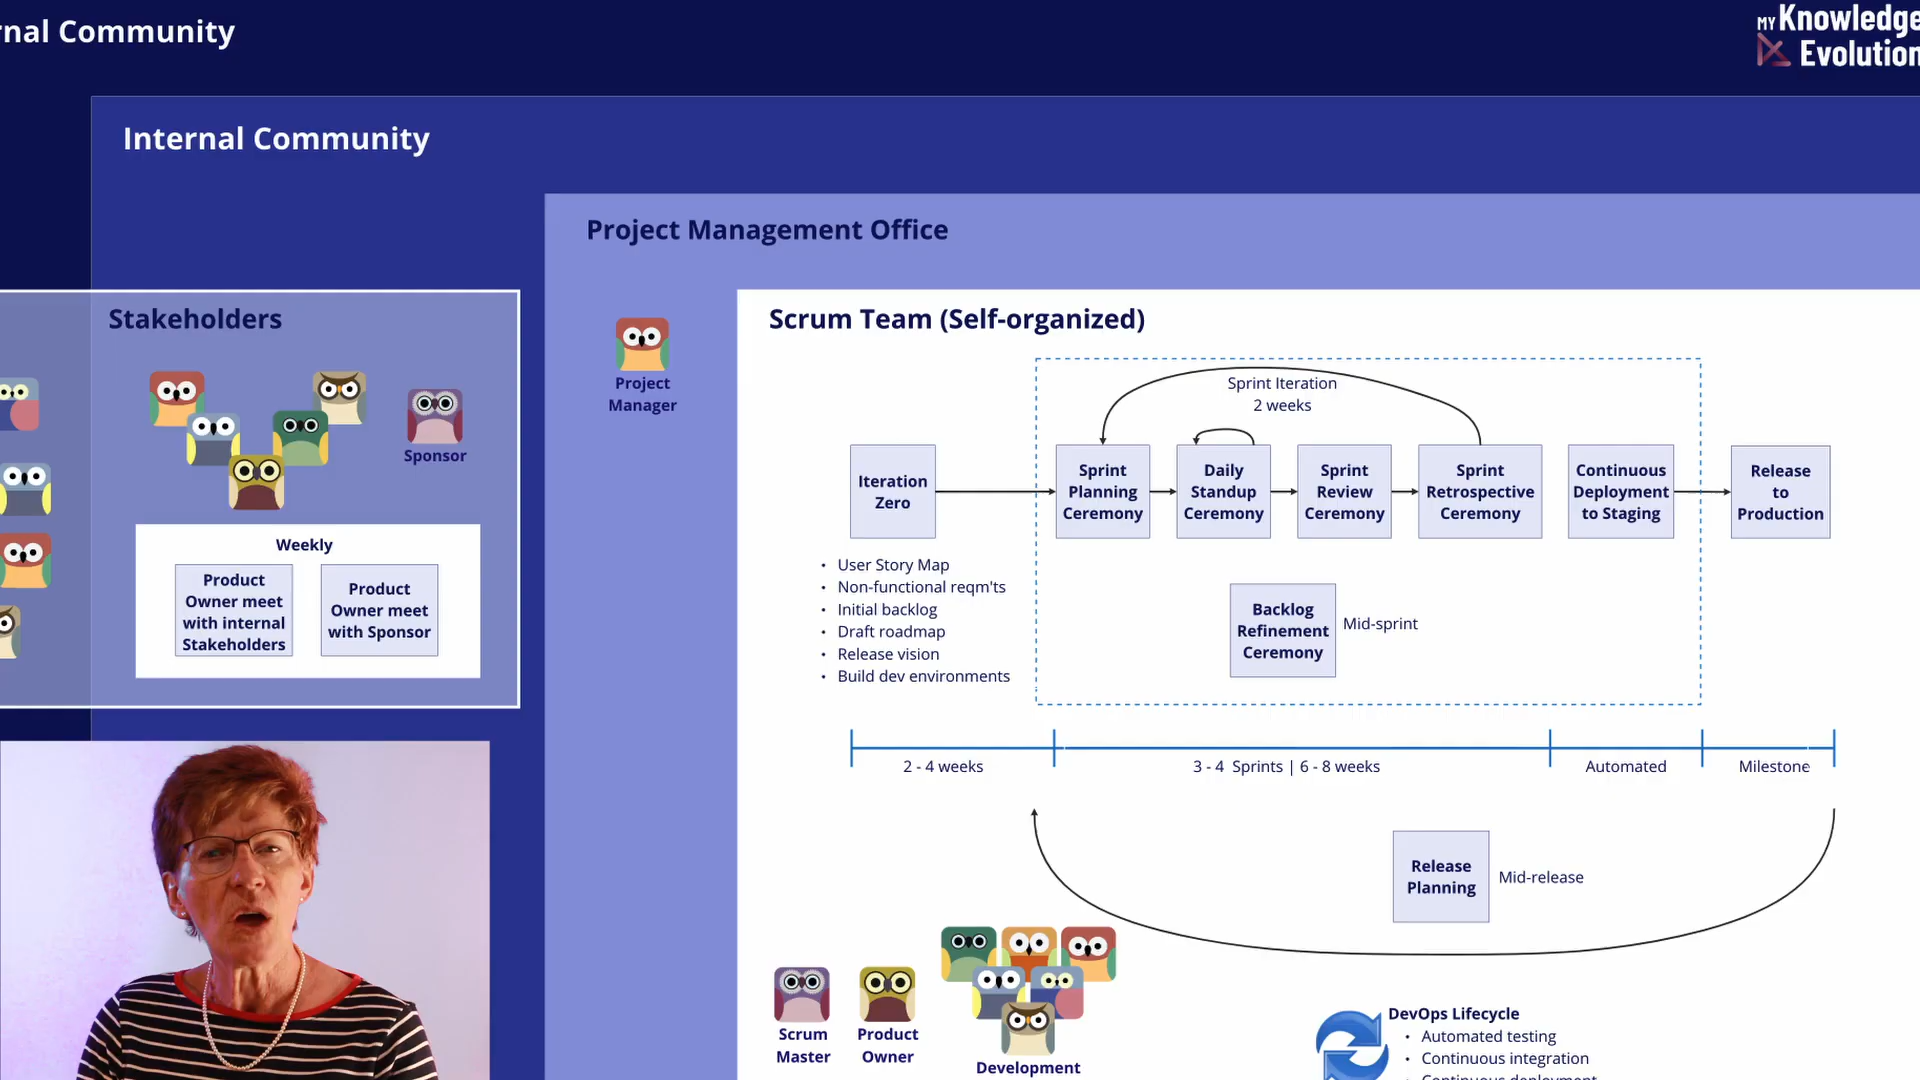 rnal Community
MY Knowledge
Evolution
Internal Community
Project Management Office
Stakeholders
Sponsor
Weekly
Product
Owner meet
with internal
Stakeholders
Product
Owner meet
with Sponsor
Project
Manager
Scrum Team (Self-organized)
Sprint Iteration
2 weeks
Iteration
Zero
Sprint
Planning
Ceremony
Daily
Standup
Ceremony
Sprint
Review
Ceremony
Sprint
Retrospective
Ceremony
Continuous
Deployment
to Staging
Release
to
Production
• User Story Map
• Non-functional reqm'ts
• Initial backlog
• Draft roadmap
• Release vision
• Build dev environments
Backlog
Refinement
Ceremony
Mid-sprint
2 - 4 weeks
3 - 4 Sprints | 6 - 8 weeks
Automated
Milestone
Release
Planning
Mid-release
Scrum
Master
Product
Owner
Development
DevOps Lifecycle
• Automated testing
• Continuous integration
• Continuous deployment